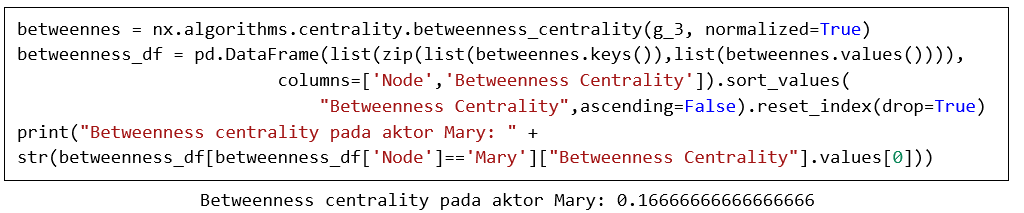 betweennes = nx.algorithms.centrality.betweenness_centrality(g_3, normalized=True)
betweenness_df = pd.DataFrame(list(zip(list(betweennes.keys()),list(betweennes.values()))),
columns=['Node','Betweenness Centrality']).sort_values(
"Betweenness Centrality",ascending=False).reset_index(drop=True)
print("Betweenness centrality pada aktor Mary: " +
str(betweenness_df[betweenness_df['Node']=='Mary']["Betweenness Centrality"].values[0]))
Betweenness centrality pada aktor Mary: 0.16666666666666666